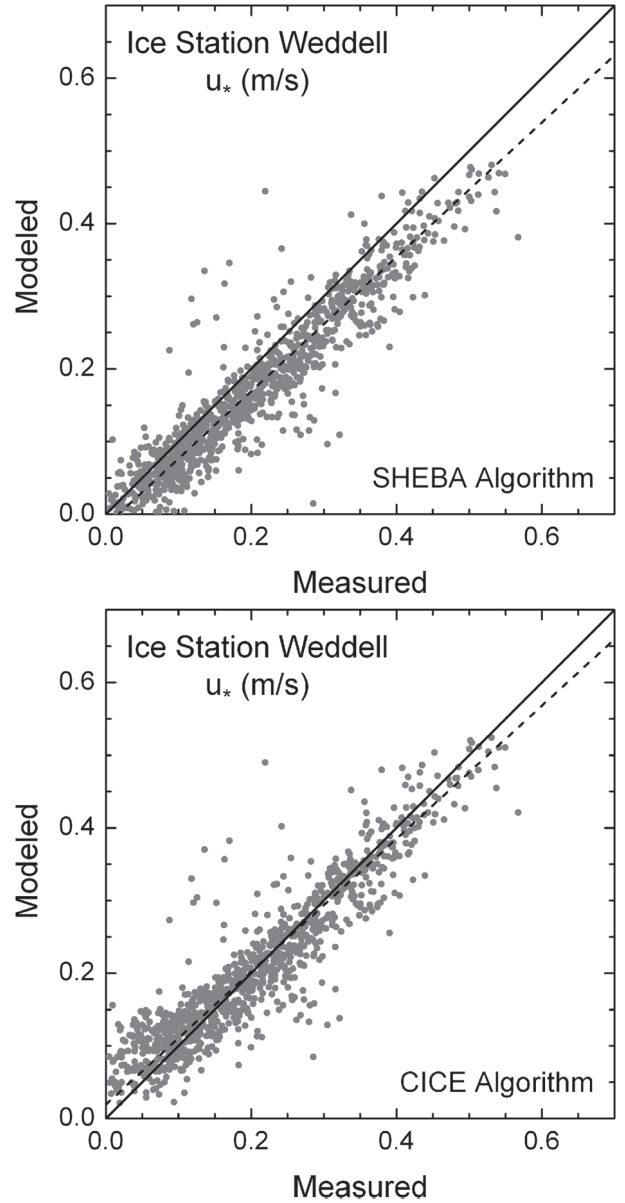 Ice Station Weddell
u* (m/s)
0.6
0.4
0.2
0.0
Modeled
SHEBA Algorithm
0.0 0.2 0.4 0.6
Measured
Ice Station Weddell
u* (m/s)
0.6
0.4
0.2
0.0
Modeled
CICE Algorithm
0.0 0.2 0.4 0.6
Measured